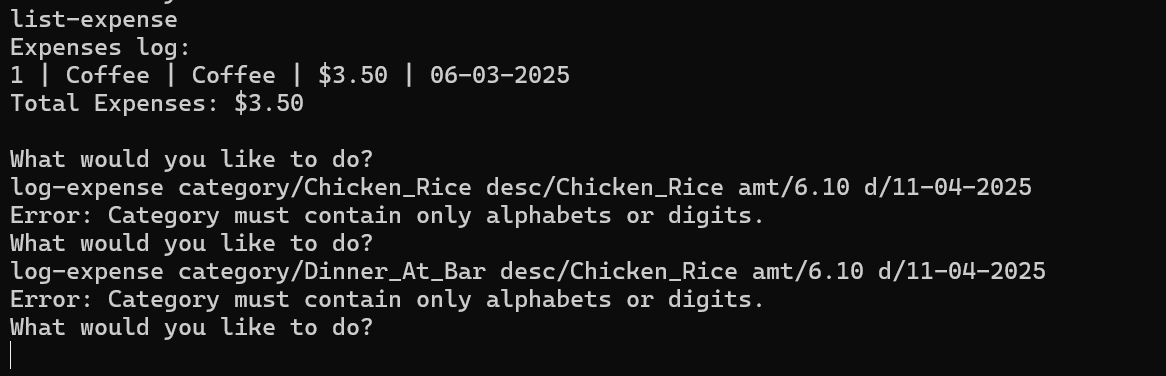 list-expense
Expenses log:
1 | Coffee | Coffee | $3.50 | 06-03-2025
Total Expenses: $3.50
What would you like to do?
log-expense category/Chicken_Rice desc/Chicken_Rice amt/6.10 d/11-04-2025
Error: Category must contain only alphabets or digits.
What would you like to do?
log-expense category/Dinner_At_Bar desc/Chicken_Rice amt/6.10 d/11-04-2025
Error: Category must contain only alphabets or digits.
What would you like to do?